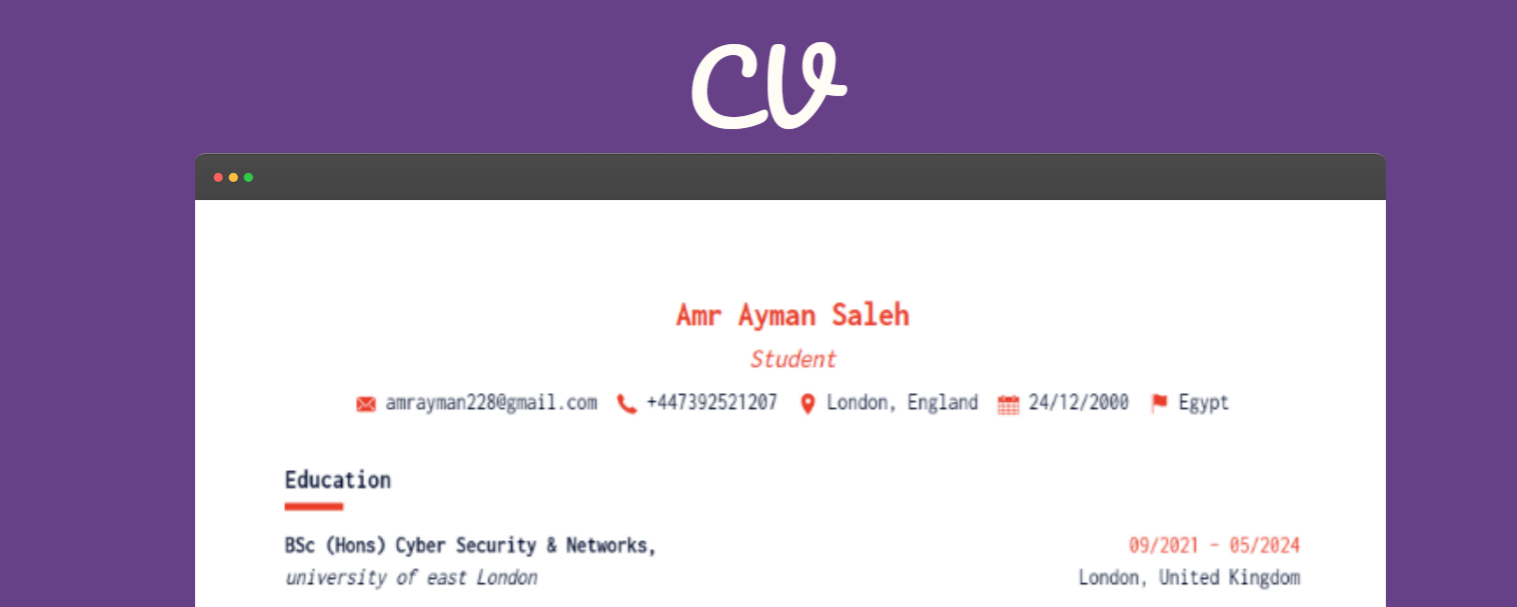 CV
Amr Ayman Saleh
Student
amrayman228@gmail.com +447392521207 London, England 24/12/2000 Egypt
Education
BSc (Hons) Cyber Security & Networks, 09/2021 – 05/2024
university of east London London, United Kingdom